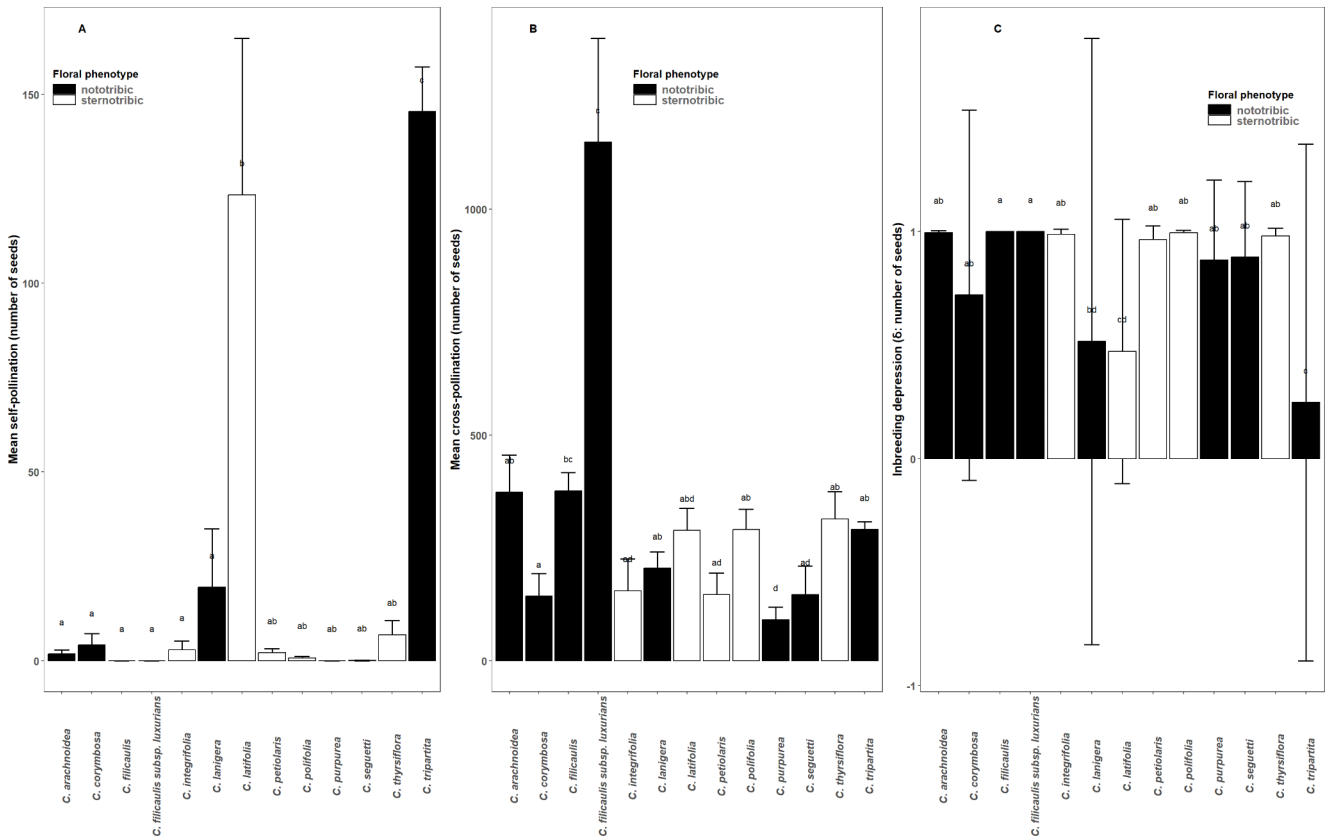 A
Floral phenotype
nototribic
sternotribic
Mean self-pollination (number of seeds)
150
100
50
0
a
a
a
a
a
a
b
ab
ab
ab
ab
ab
c
C. arachnoidea
C. corymbosa
C. filicaulis
C. filicaulis subsp. luxurians
C. integrifolia
C. lanigera
C. latifolia
C. petiolaris
C. polifolia
C. purpurea
C. seguetti
C. thyrsiflora
C. tripartita
B
Floral phenotype
nototribic
sternotribic
Mean cross-pollination (number of seeds)
1000
500
0
ab
a
bc
c
ad
ab
abd
ad
ab
d
ad
ab
ab
C. arachnoidea
C. corymbosa
C. filicaulis
C. filicaulis subsp. luxurians
C. integrifolia
C. lanigera
C. latifolia
C. petiolaris
C. polifolia
C. purpurea
C. seguetti
C. thyrsiflora
C. tripartita
C
Floral phenotype
nototribic
sternotribic
Inbreeding depression (δ: number of seeds)
1
0
-1
ab
ab
a
a
ab
bd
cd
ab
ab
ab
ab
ab
c
C. arachnoidea
C. corymbosa
C. filicaulis
C. filicaulis subsp. luxurians
C. integrifolia
C. lanigera
C. latifolia
C. petiolaris
C. polifolia
C. purpurea
C. seguetti
C. thyrsiflora
C. tripartita